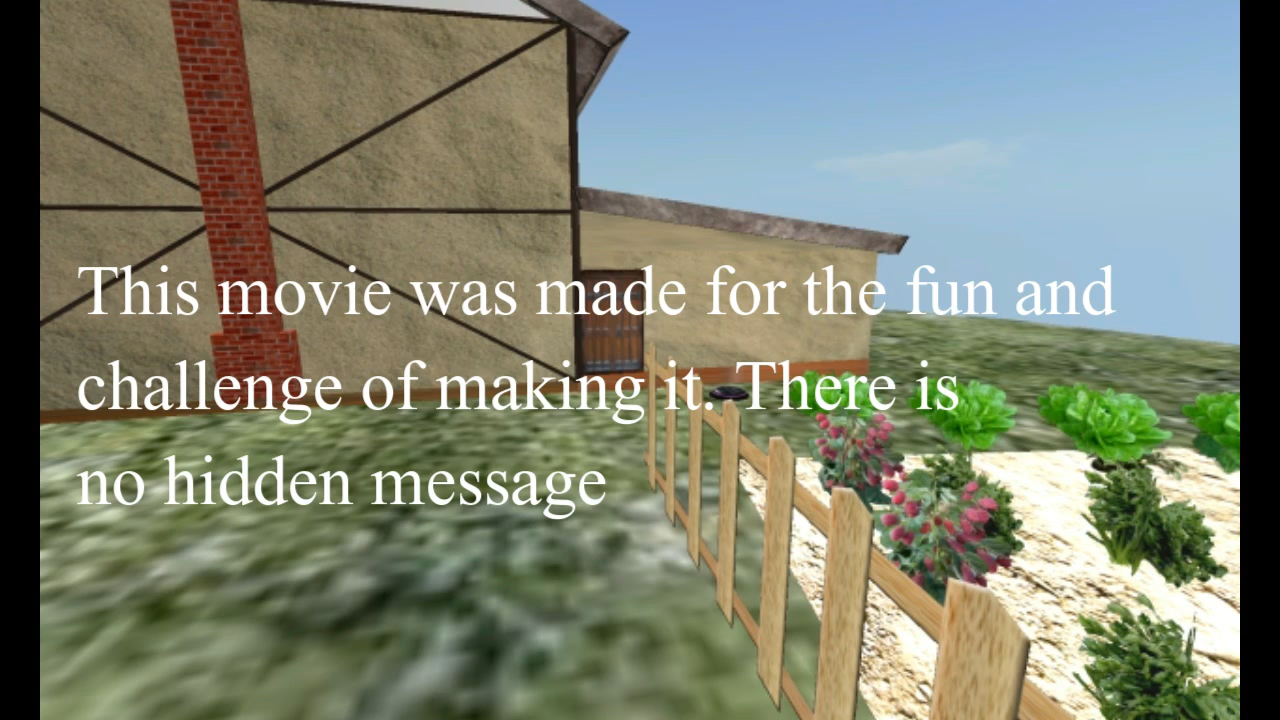 This movie was made for the fun and
challenge of making it. There is
no hidden message